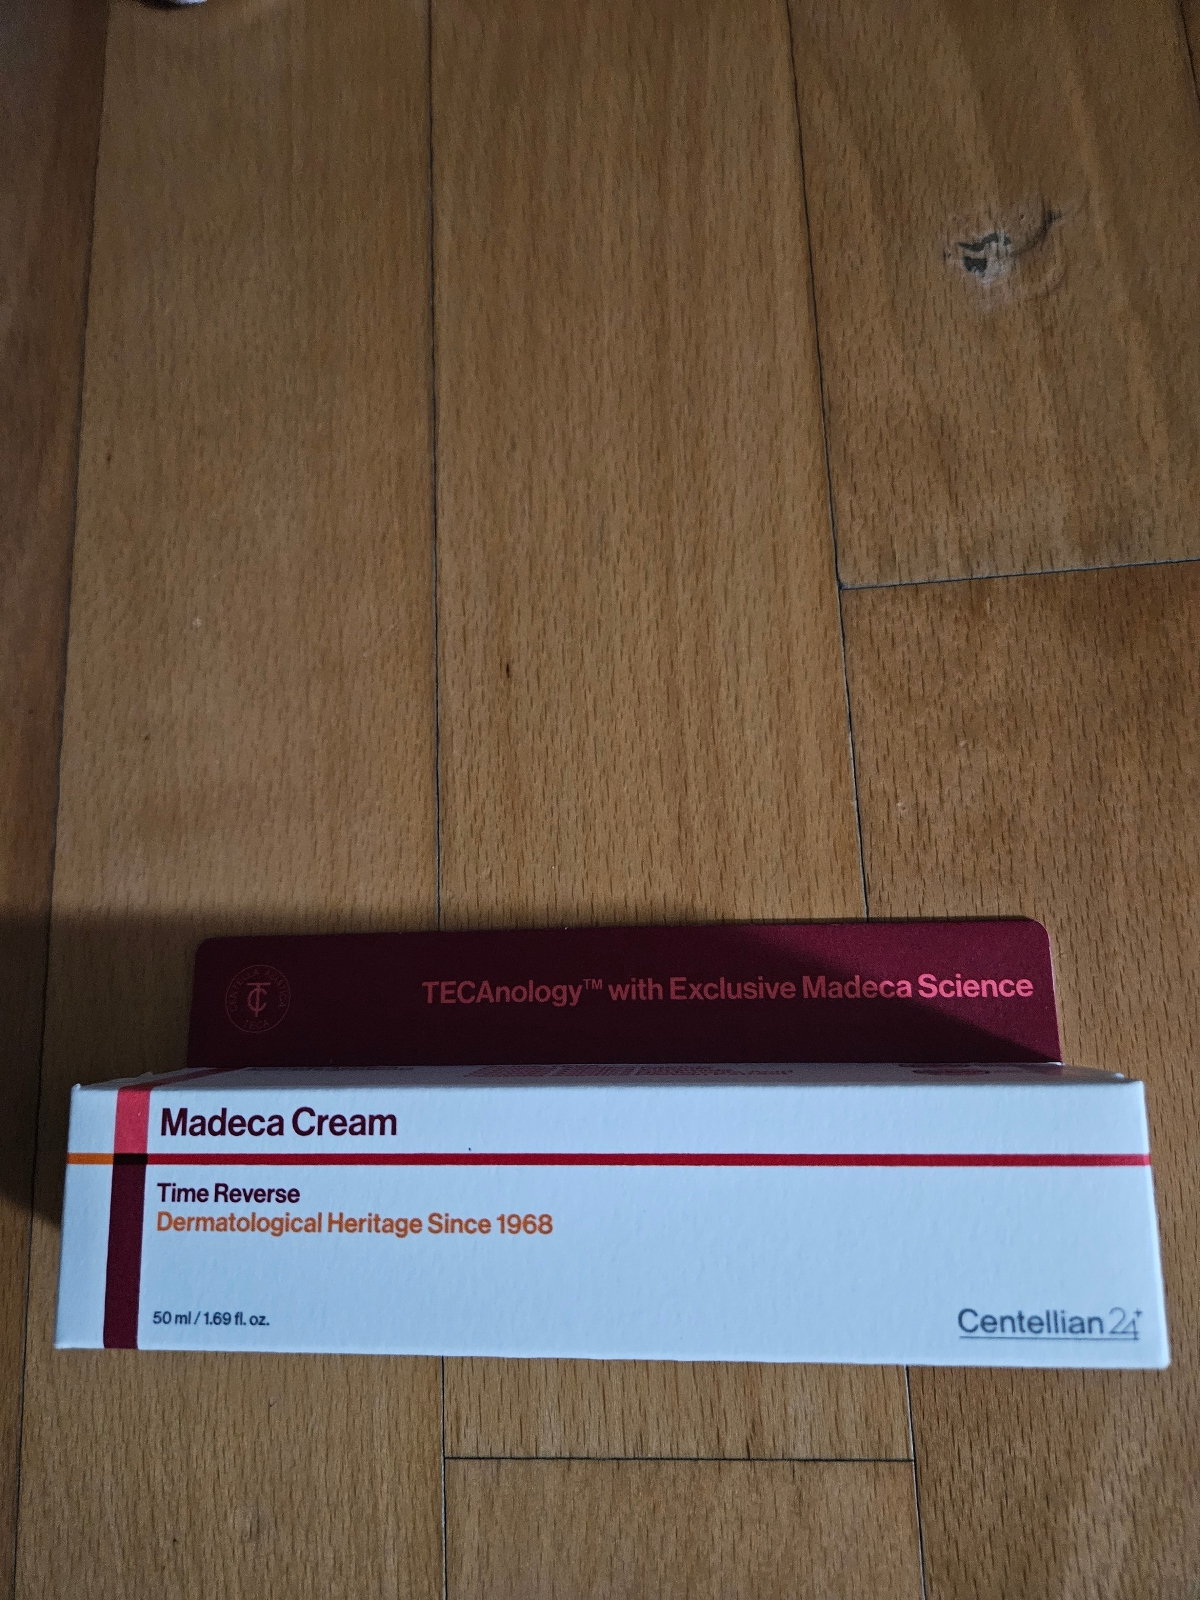 TECAnology™ with Exclusive Madeca Science
Madeca Cream
Time Reverse
Dermatological Heritage Since 1968
50 ml / 1.69 fl. oz.
Centellian24+